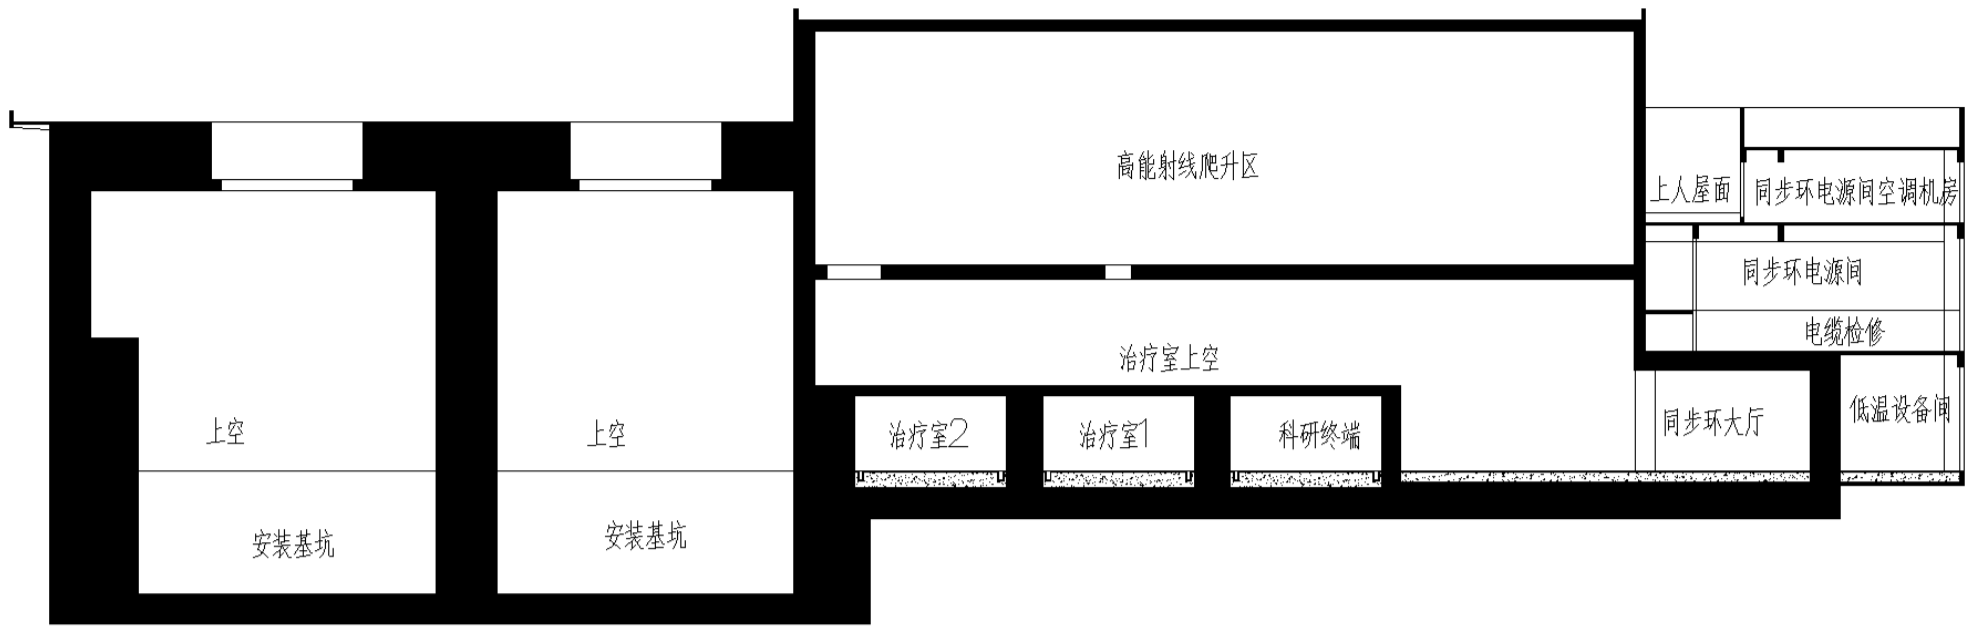 高能射线爬升区
上人屋面
同步环电源间空调机房
同步环电源间
电缆检修
治疗室上空
上空
上空
治疗室2
治疗室1
科研终端
同步环大厅
低温设备间
安装基坑
安装基坑